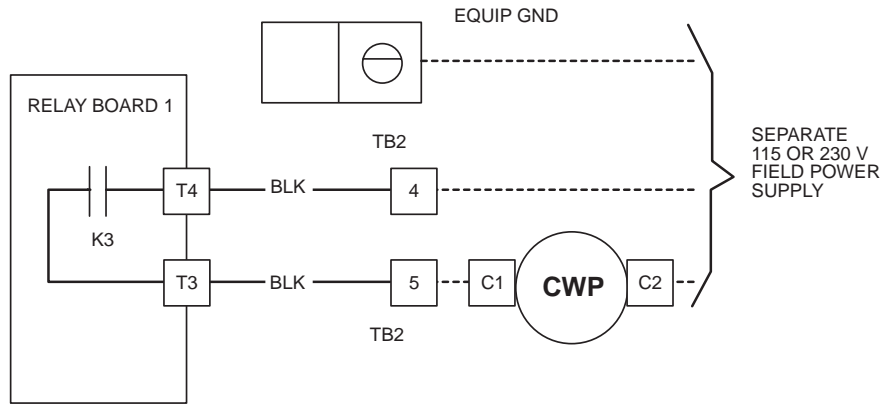 EQUIP GND
RELAY BOARD 1
TB2
SEPARATE
115 OR 230 V
FIELD POWER
SUPPLY
T4
BLK
4
K3
T3
BLK
5
C1
CWP
C2
TB2